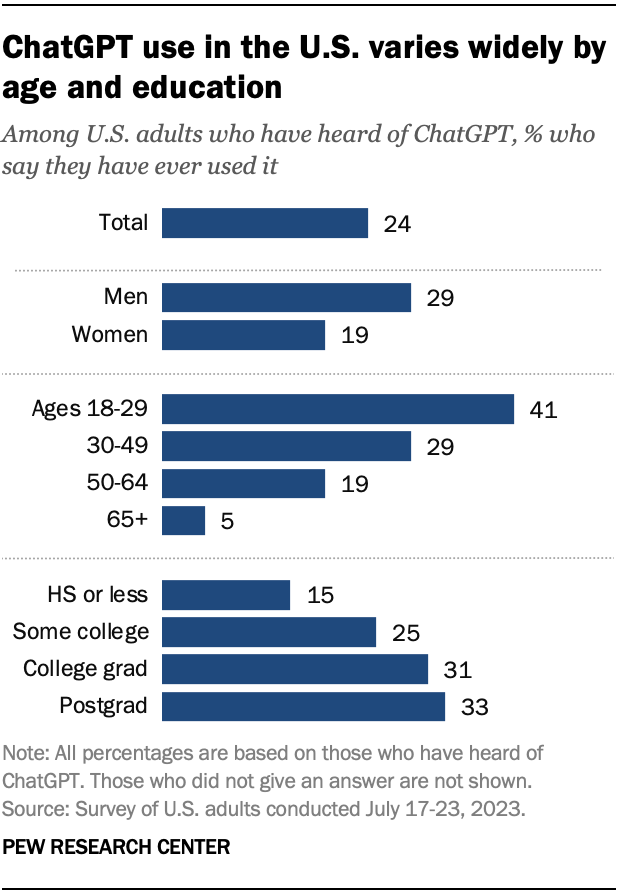 ChatGPT use in the U.S. varies widely by
age and education
Among U.S. adults who have heard of ChatGPT, % who
say they have ever used it
Total 24
Men 29
Women 19
Ages 18-29 41
30-49 29
50-64 19
65+ 5
HS or less 15
Some college 25
College grad 31
Postgrad 33
Note: All percentages are based on those who have heard of
ChatGPT. Those who did not give an answer are not shown.
Source: Survey of U.S. adults conducted July 17-23, 2023.
PEW RESEARCH CENTER